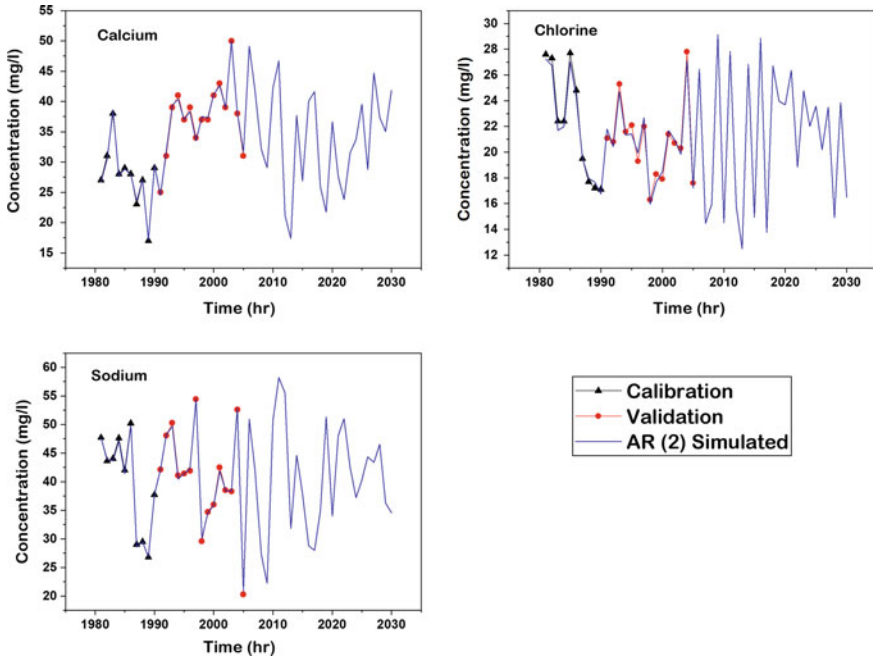 Calcium
Concentration (mg/l)
55
50
45
40
35
30
25
20
15
1980 1990 2000 2010 2020 2030
Time (hr)
Chlorine
Concentration (mg/l)
30
28
26
24
22
20
18
16
14
12
1980 1990 2000 2010 2020 2030
Time (hr)
Sodium
Concentration (mg/l)
60
55
50
45
40
35
30
25
20
1980 1990 2000 2010 2020 2030
Time (hr)
Calibration
Validation
AR (2) Simulated